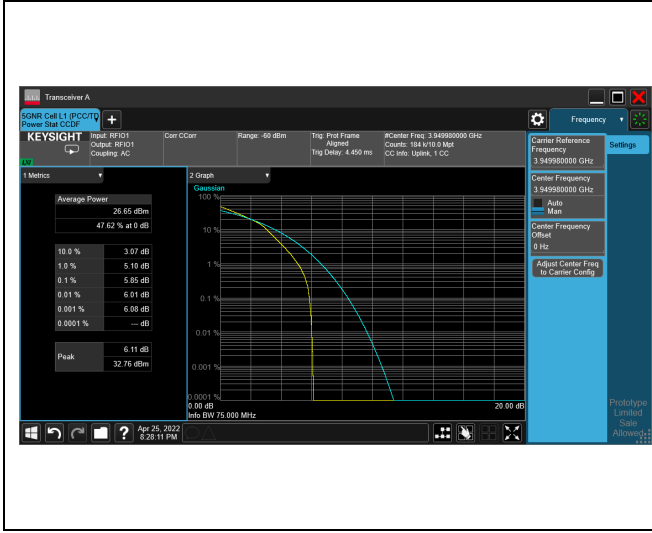 Transceiver A
5GNR Cell L1 (PCC/TD
Power Stat CCDF
Frequency
KEYSIGHT
Input: RFIO1
Output: RFIO1
Coupling: AC
Corr CCorr
Range: -60 dBm
Trig: Prot Frame
Aligned
Trig Delay: 4.450 ms
#Center Freq: 3.949980000 GHz
Counts: 184 k/10.0 Mpt
CC Info: Uplink, 1 CC
Carrier Reference
Frequency
3.949980000 GHz
Settings
1 Metrics
2 Graph
Center Frequency
3.949980000 GHz
Auto
Man
Center Frequency
Offset
0 Hz
Adjust Center Freq
to Carrier Config
Average Power
26.65 dBm
47.62 % at 0 dB
10.0 % 3.07 dB
1.0 % 5.10 dB
0.1 % 5.85 dB
0.01 % 6.01 dB
0.001 % 6.08 dB
0.0001 % --- dB
Peak
6.11 dB
32.76 dBm
Gaussian
100 %
10 %
1 %
0.1 %
0.01 %
0.001 %
0.0001 %
0.00 dB
20.00 dB
Info BW 75.000 MHz
Prototype
Limited
Sale
Allowed
Apr 25, 2022
8:28:11 PM